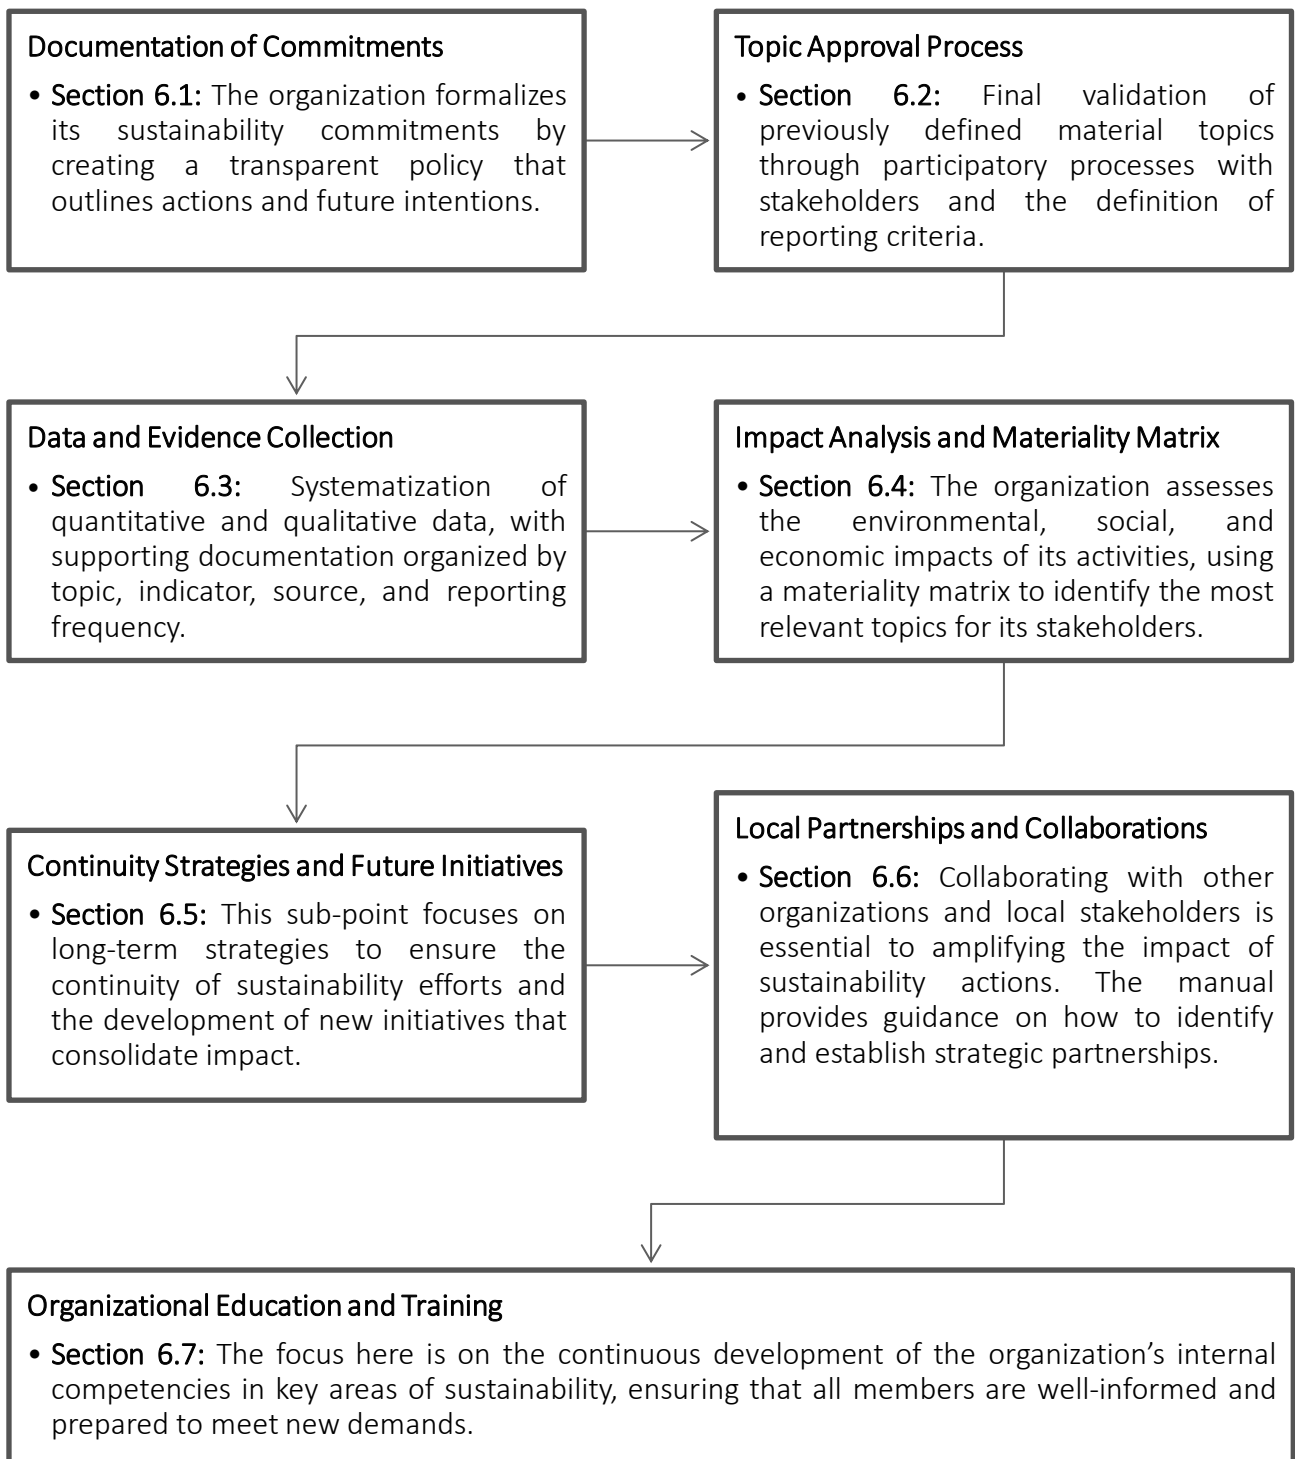 Documentation of Commitments
• Section 6.1: The organization formalizes
its sustainability commitments by
creating a transparent policy that
outlines actions and future intentions.
Topic Approval Process
• Section 6.2: Final validation of
previously defined material topics
through participatory processes with
stakeholders and the definition of
reporting criteria.
Data and Evidence Collection
• Section 6.3: Systematization of
quantitative and qualitative data, with
supporting documentation organized by
topic, indicator, source, and reporting
frequency.
Impact Analysis and Materiality Matrix
• Section 6.4: The organization assesses
the environmental, social, and
economic impacts of its activities, using
a materiality matrix to identify the most
relevant topics for its stakeholders.
Continuity Strategies and Future Initiatives
• Section 6.5: This sub-point focuses on
long-term strategies to ensure the
continuity of sustainability efforts and
the development of new initiatives that
consolidate impact.
Local Partnerships and Collaborations
• Section 6.6: Collaborating with other
organizations and local stakeholders is
essential to amplifying the impact of
sustainability actions. The manual
provides guidance on how to identify
and establish strategic partnerships.
Organizational Education and Training
• Section 6.7: The focus here is on the continuous development of the organization’s internal
competencies in key areas of sustainability, ensuring that all members are well-informed and
prepared to meet new demands.